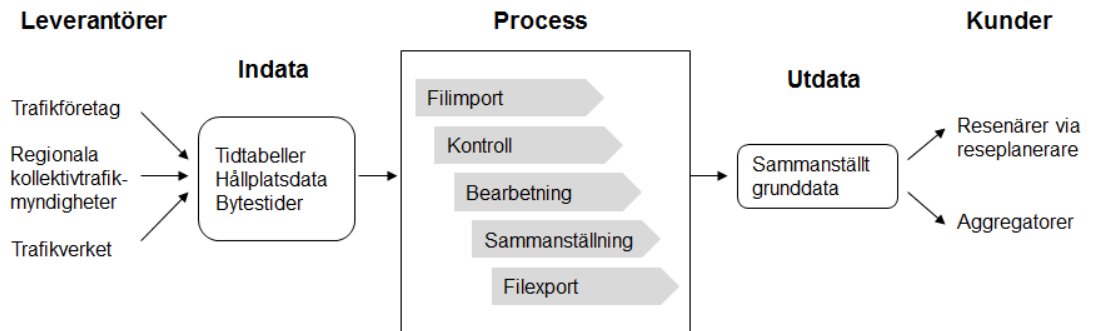 Leverantörer
Process
Kunder
Indata
Utdata
Trafikföretag
Regionala
kollektivtrafik-
myndigheter
Trafikverket
Tidtabeller
Hållplatsdata
Bytestider
Filimport
Kontroll
Bearbetning
Sammanställning
Filexport
Sammanställt
grunddata
Resenärer via
reseplanerare
Aggregatorer